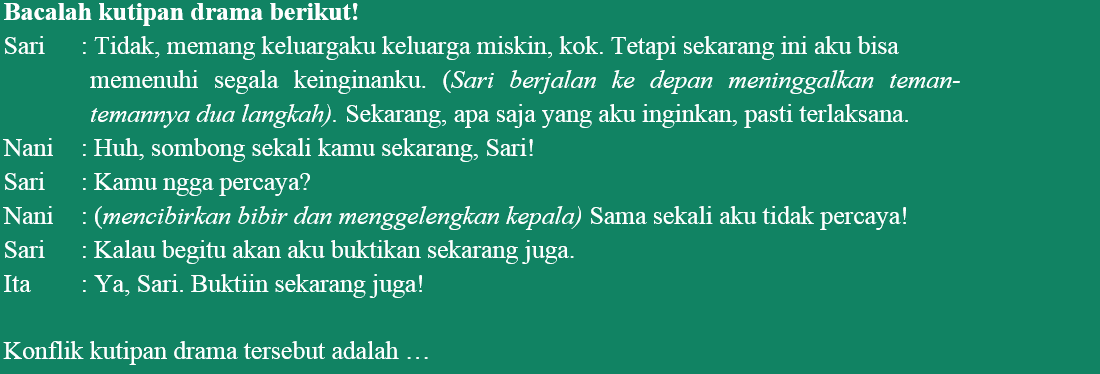 Bacalah kutipan drama berikut!
Sari : Tidak, memang keluargaku keluarga miskin, kok. Tetapi sekarang ini aku bisa
memenuhi segala keinginanku. (Sari berjalan ke depan meninggalkan teman-
temannya dua langkah). Sekarang, apa saja yang aku inginkan, pasti terlaksana.
Nani : Huh, sombong sekali kamu sekarang, Sari!
Sari : Kamu ngga percaya?
Nani : (mencibirkan bibir dan menggelengkan kepala) Sama sekali aku tidak percaya!
Sari : Kalau begitu akan aku buktikan sekarang juga.
Ita : Ya, Sari. Buktiin sekarang juga!
Konflik kutipan drama tersebut adalah …